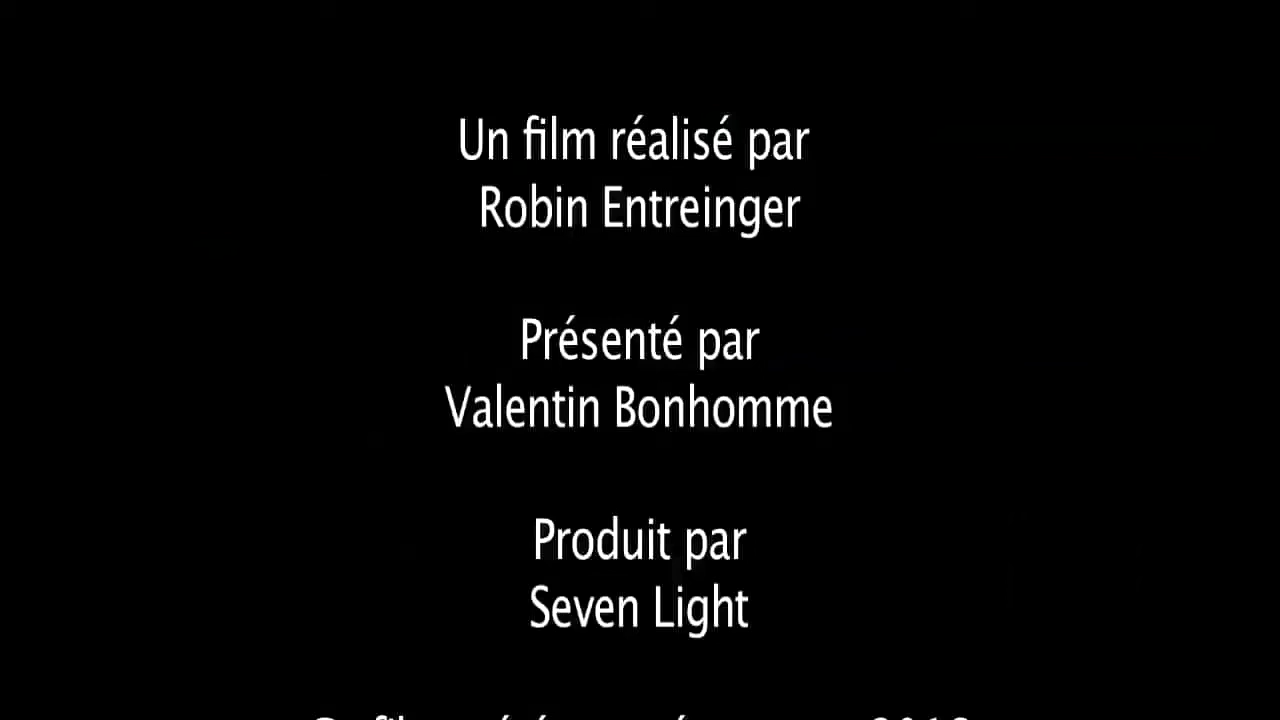 Un film réalisé par
Robin Entreinger
Présenté par
Valentin Bonhomme
Produit par
Seven Light